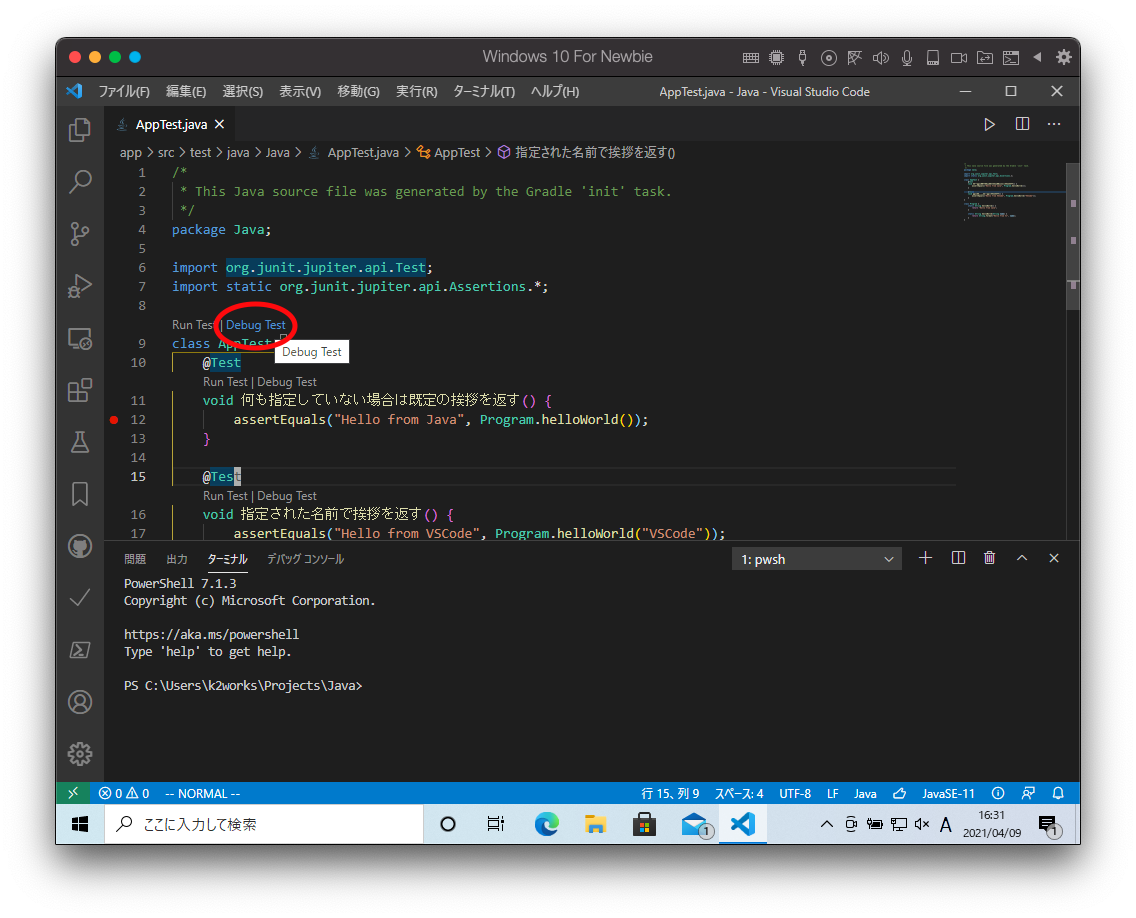 Windows 10 For Newbie
ファイル(F) 編集(E) 選択(S) 表示(V) 移動(G) 実行(R) ターミナル(T) ヘルプ(H) AppTest.java - Java - Visual Studio Code
AppTest.java
app > src > test > java > Java > AppTest.java > AppTest > 指定された名前で挨拶を返す()
1 /*
2 * This Java source file was generated by the Gradle 'init' task.
3 */
4 package Java;
5
6 import org.junit.jupiter.api.Test;
7 import static org.junit.jupiter.api.Assertions.*;
8
Run Test | Debug Test
9 class AppTest
Debug Test
10 @Test
Run Test | Debug Test
11 void 何も指定していない場合は既定の挨拶を返す() {
12 assertEquals("Hello from Java", Program.helloWorld());
13 }
14
15 @Test
Run Test | Debug Test
16 void 指定された名前で挨拶を返す() {
17 assertEquals("Hello from VSCode", Program.helloWorld("VSCode"));
問題 出力 ターミナル デバッグ コンソール 1: pwsh
PowerShell 7.1.3
Copyright (c) Microsoft Corporation.
https://aka.ms/powershell
Type 'help' to get help.
PS C:\Users\k2works\Projects\Java>
0 0 -- NORMAL -- 行 15、列 9 スペース: 4 UTF-8 LF Java JavaSE-11
ここに入力して検索 1 A 16:31 1
2021/04/09